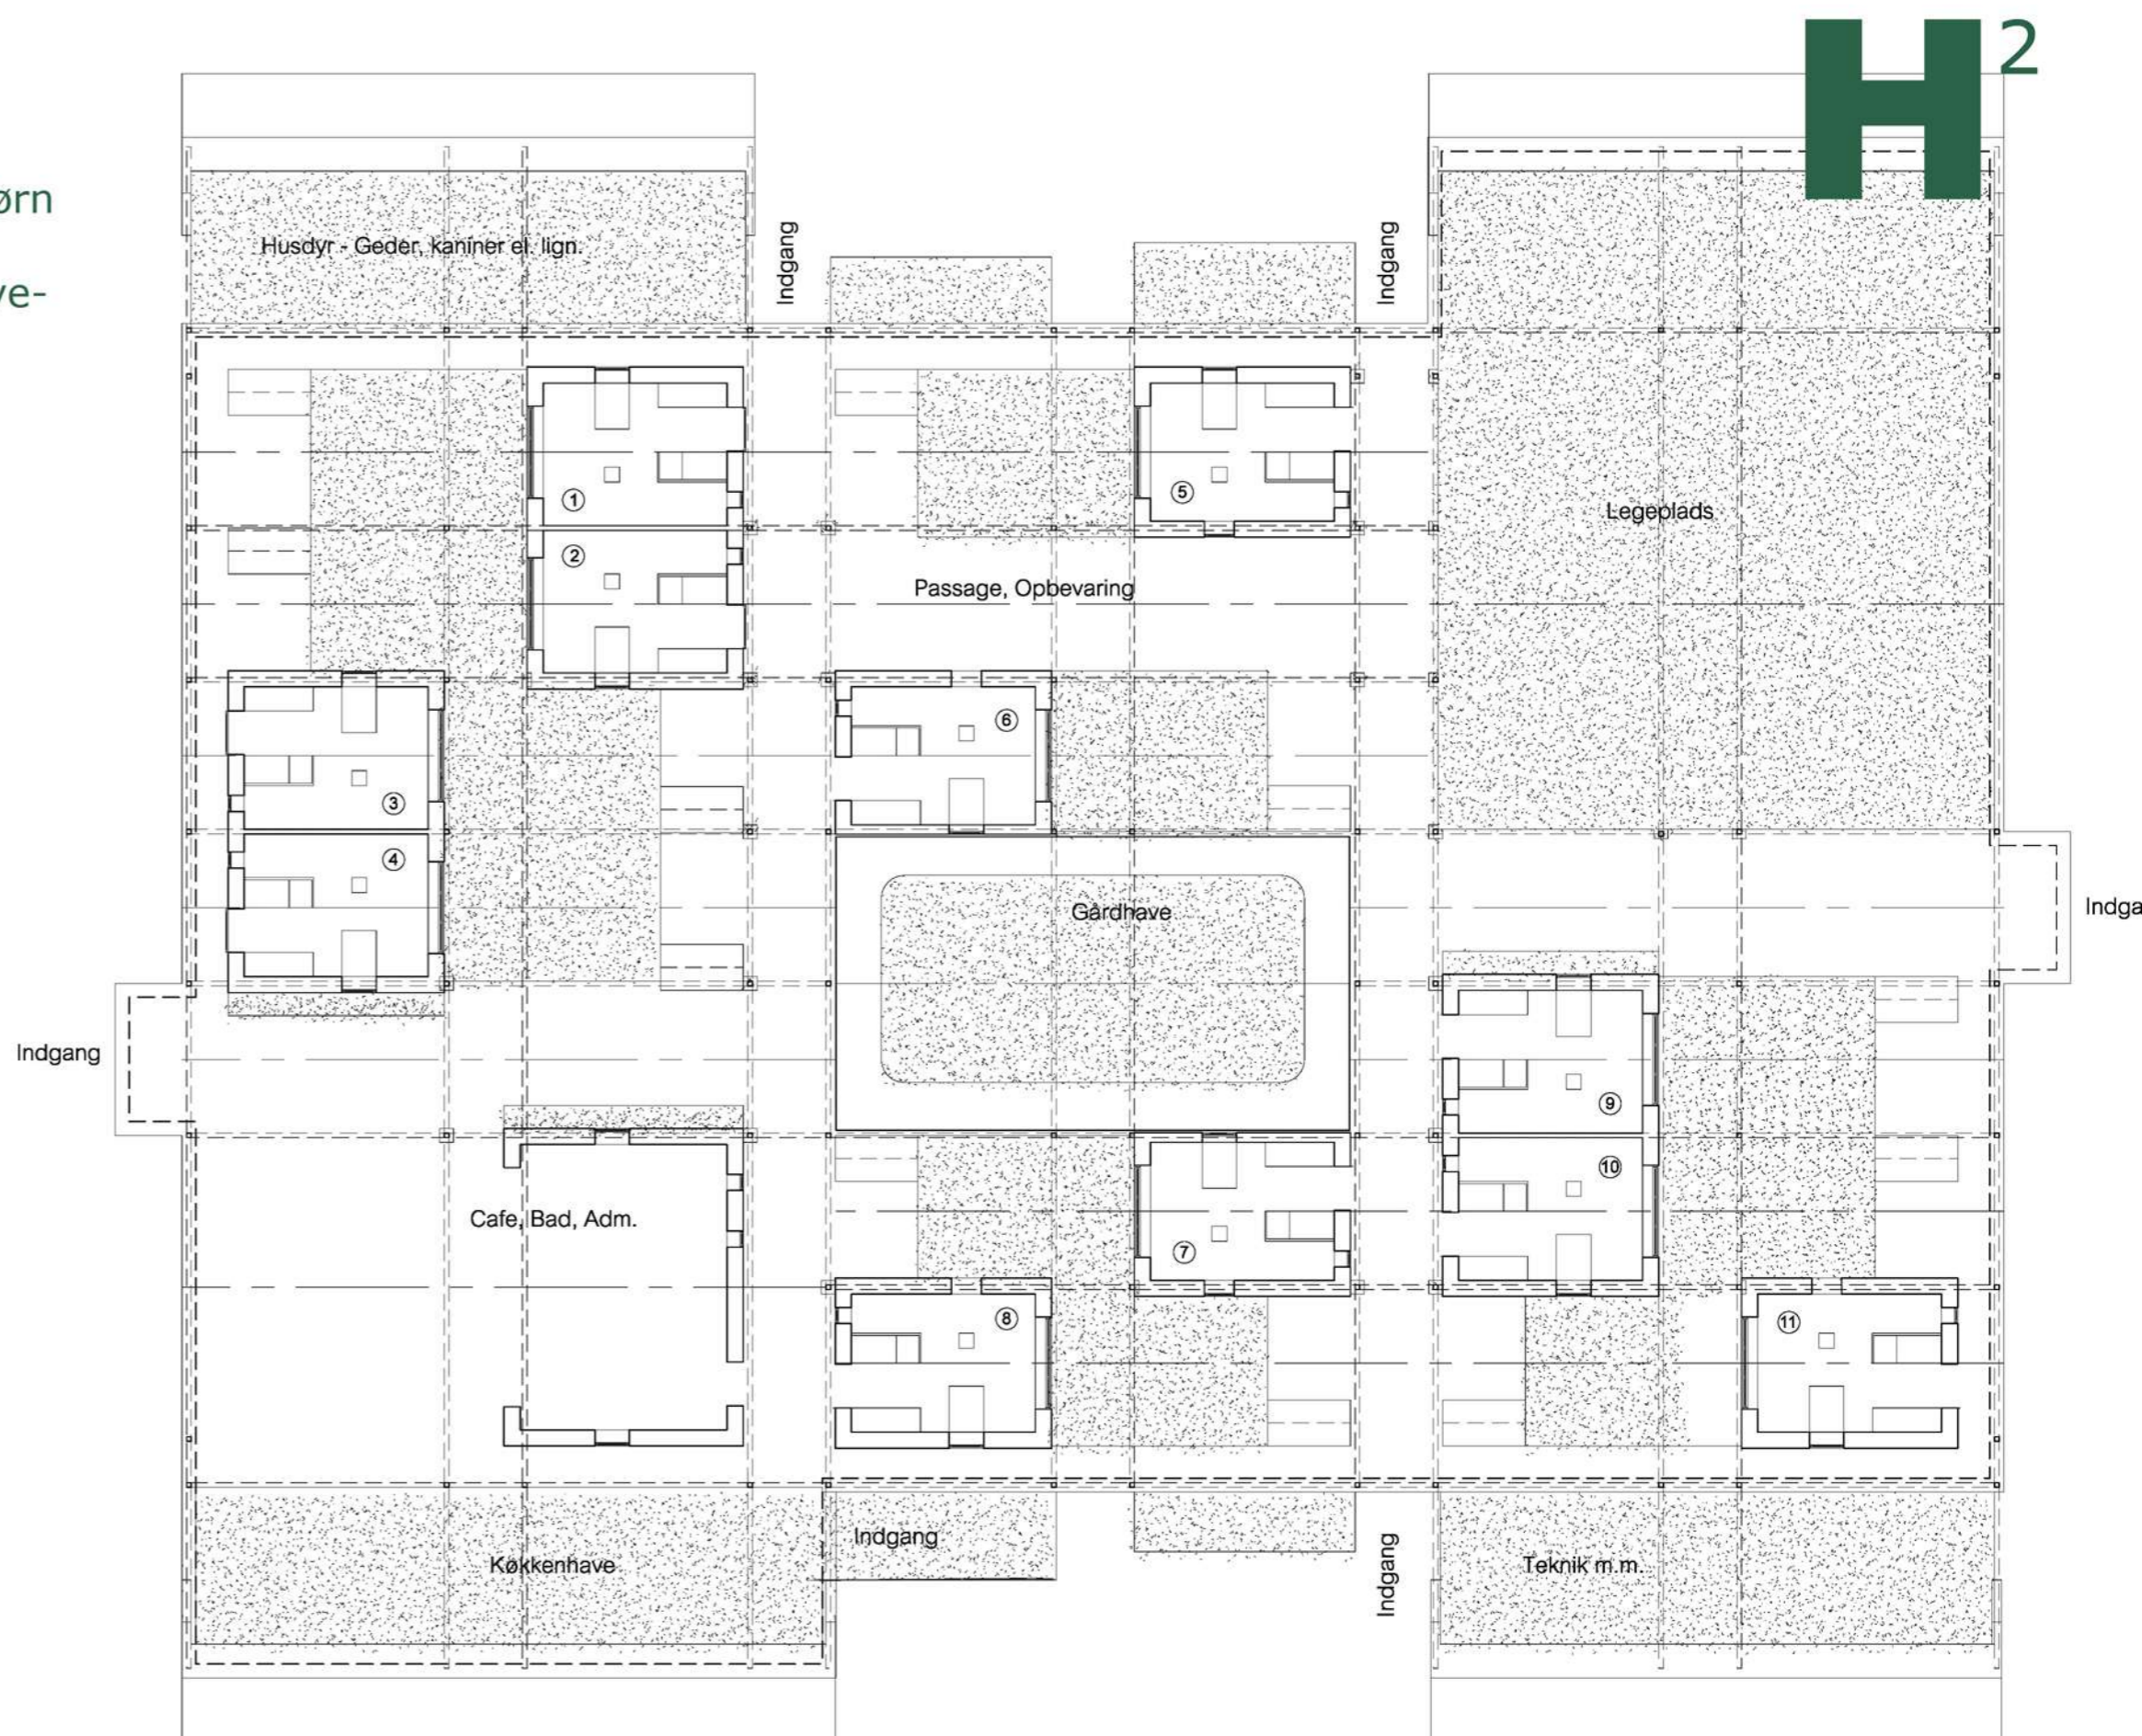 H²
ørn
ve-
Husdyr - Geder, kaniner el. lign.
Indgang
Indgang
①
⑤
Legeplads
②
Passage, Opbevaring
⑥
③
④
Gårdhave
Indga
Indgang
⑨
⑩
Cafe, Bad, Adm.
⑦
⑧
⑪
Indgang
Køkkenhave
Indgang
Teknik m.m.